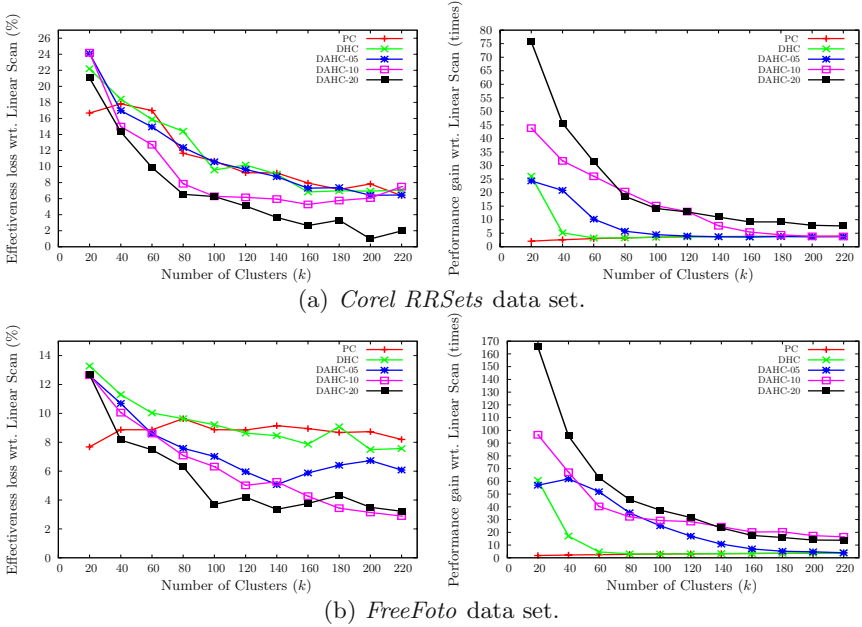 Effectiveness loss wrt. Linear Scan (%)
26
24
22
20
18
16
14
12
10
8
6
4
2
0
0 20 40 60 80 100 120 140 160 180 200 220
Number of Clusters (k)
PC
DHC
DAHC-05
DAHC-10
DAHC-20
Performance gain wrt. Linear Scan (times)
80
75
70
65
60
55
50
45
40
35
30
25
20
15
10
5
0
0 20 40 60 80 100 120 140 160 180 200 220
Number of Clusters (k)
PC
DHC
DAHC-05
DAHC-10
DAHC-20
(a) Corel RRSets data set.
Effectiveness loss wrt. Linear Scan (%)
14
12
10
8
6
4
2
0
0 20 40 60 80 100 120 140 160 180 200 220
Number of Clusters (k)
PC
DHC
DAHC-05
DAHC-10
DAHC-20
Performance gain wrt. Linear Scan (times)
170
160
150
140
130
120
110
100
90
80
70
60
50
40
30
20
10
0
0 20 40 60 80 100 120 140 160 180 200 220
Number of Clusters (k)
PC
DHC
DAHC-05
DAHC-10
DAHC-20
(b) FreeFoto data set.